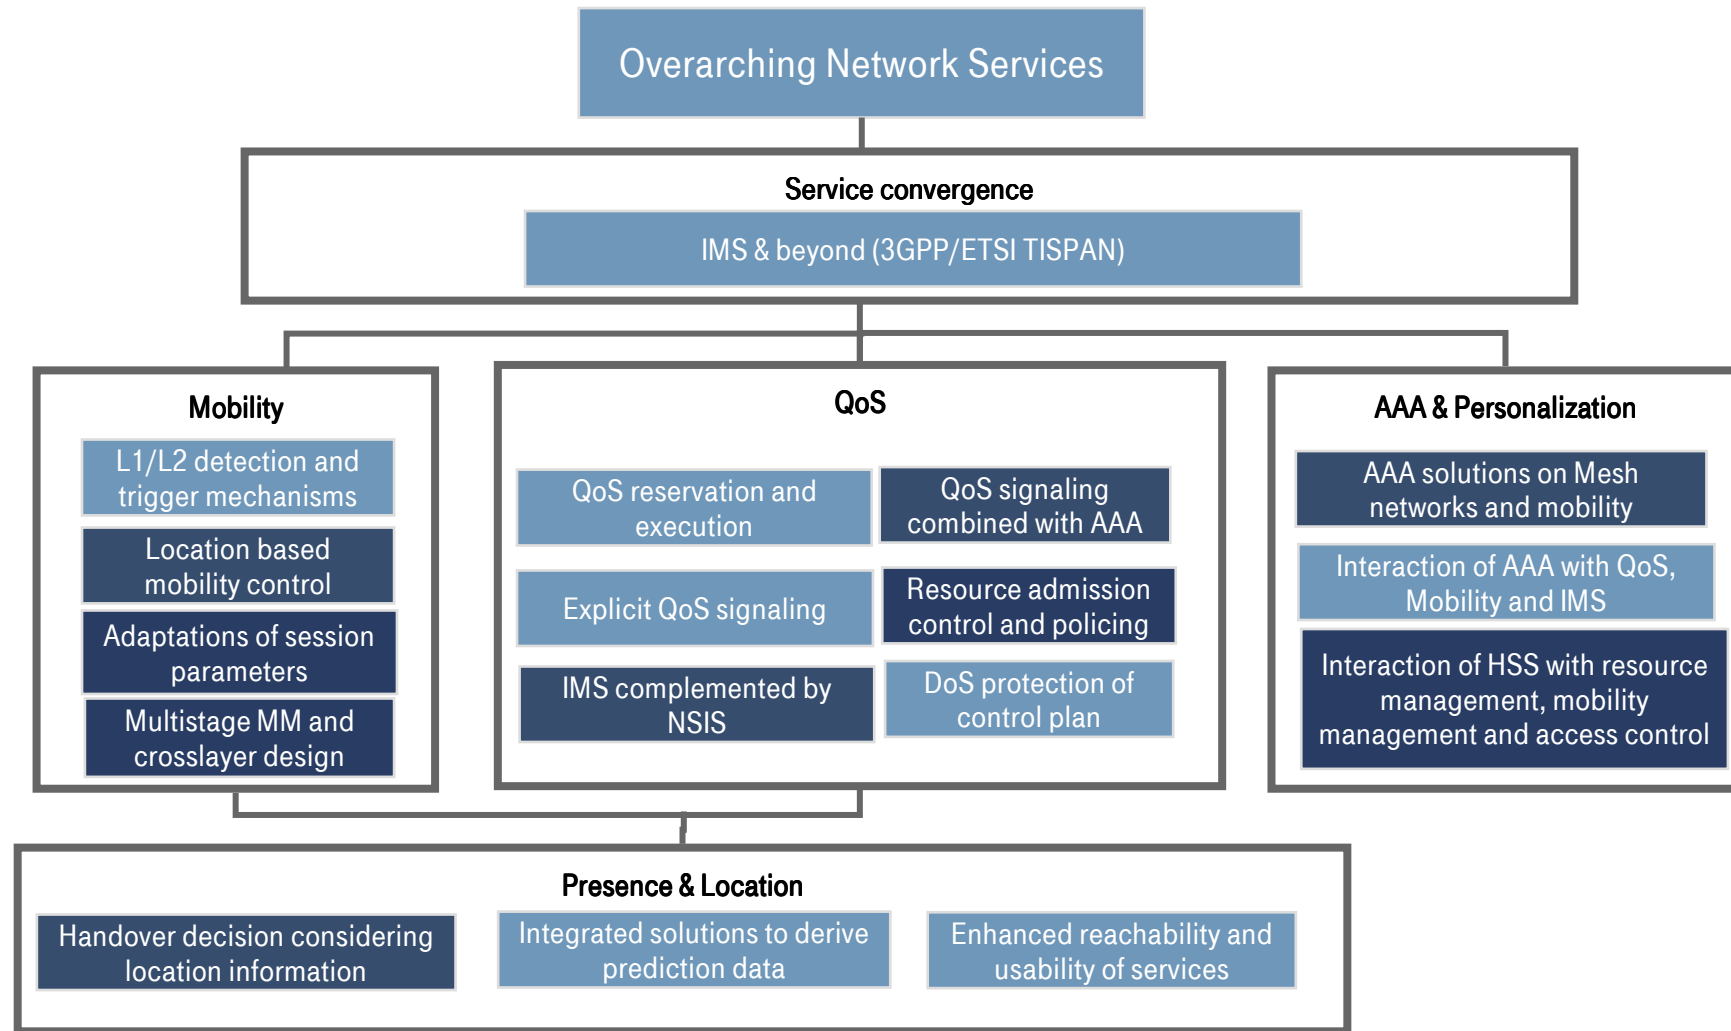 Overarching Network Services
Service convergence
IMS & beyond (3GPP/ETSI TISPAN)
Mobility
L1/L2 detection and
trigger mechanisms
Location based
mobility control
Adaptations of session
parameters
Multistage MM and
crosslayer design
QoS
QoS reservation and
execution
QoS signaling
combined with AAA
Explicit QoS signaling
Resource admission
control and policing
IMS complemented by
NSIS
DoS protection of
control plan
AAA & Personalization
AAA solutions on Mesh
networks and mobility
Interaction of AAA with QoS,
Mobility and IMS
Interaction of HSS with resource
management, mobility
management and access control
Presence & Location
Handover decision considering
location information
Integrated solutions to derive
prediction data
Enhanced reachability and
usability of services